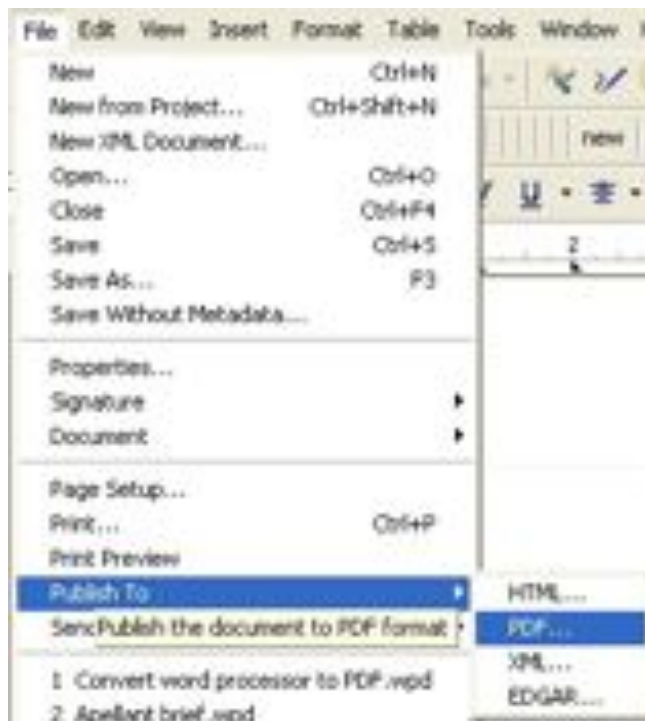 File Edit View Insert Format Table Tools Window
New Ctrl+N
New from Project... Ctrl+Shift+N
New XML Document...
new
Open... Ctrl+O
U
Close Ctrl+F4
Save Ctrl+S
2
Save As... F3
Save Without Metadata...
Properties...
Signature
Document
Page Setup...
Print... Ctrl+P
Print Preview
Publish To
HTML...
Send
Publish the document to PDF format
PDF...
XML...
1 Convert word processor to PDF.wpd
EDGAR...
2 Apellant brief.wpd